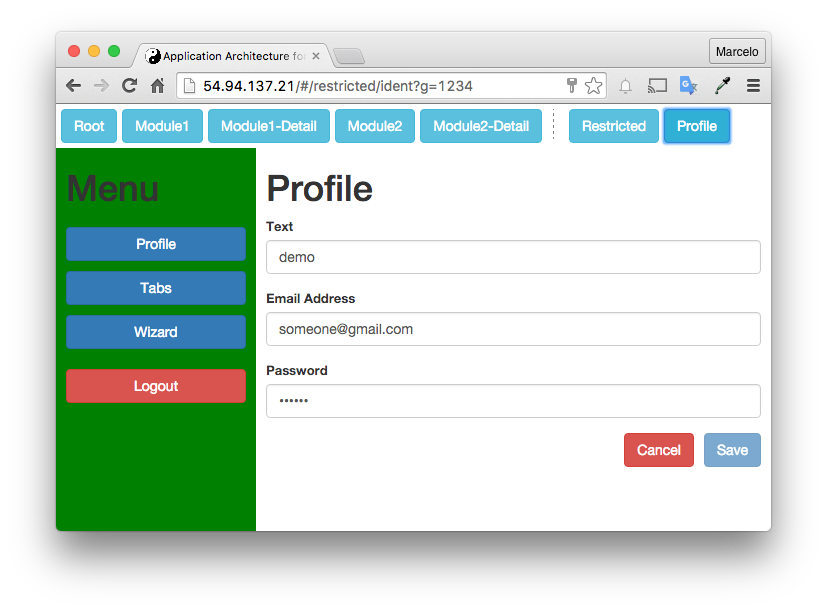 Application Architecture for
Marcelo
54.94.137.21/#/restricted/ident?g=1234
Root Module1 Module1-Detail Module2 Module2-Detail Restricted Profile
Menu
Profile
Tabs
Wizard
Logout
Profile
Text
demo
Email Address
someone@gmail.com
Password
••••••
Cancel Save